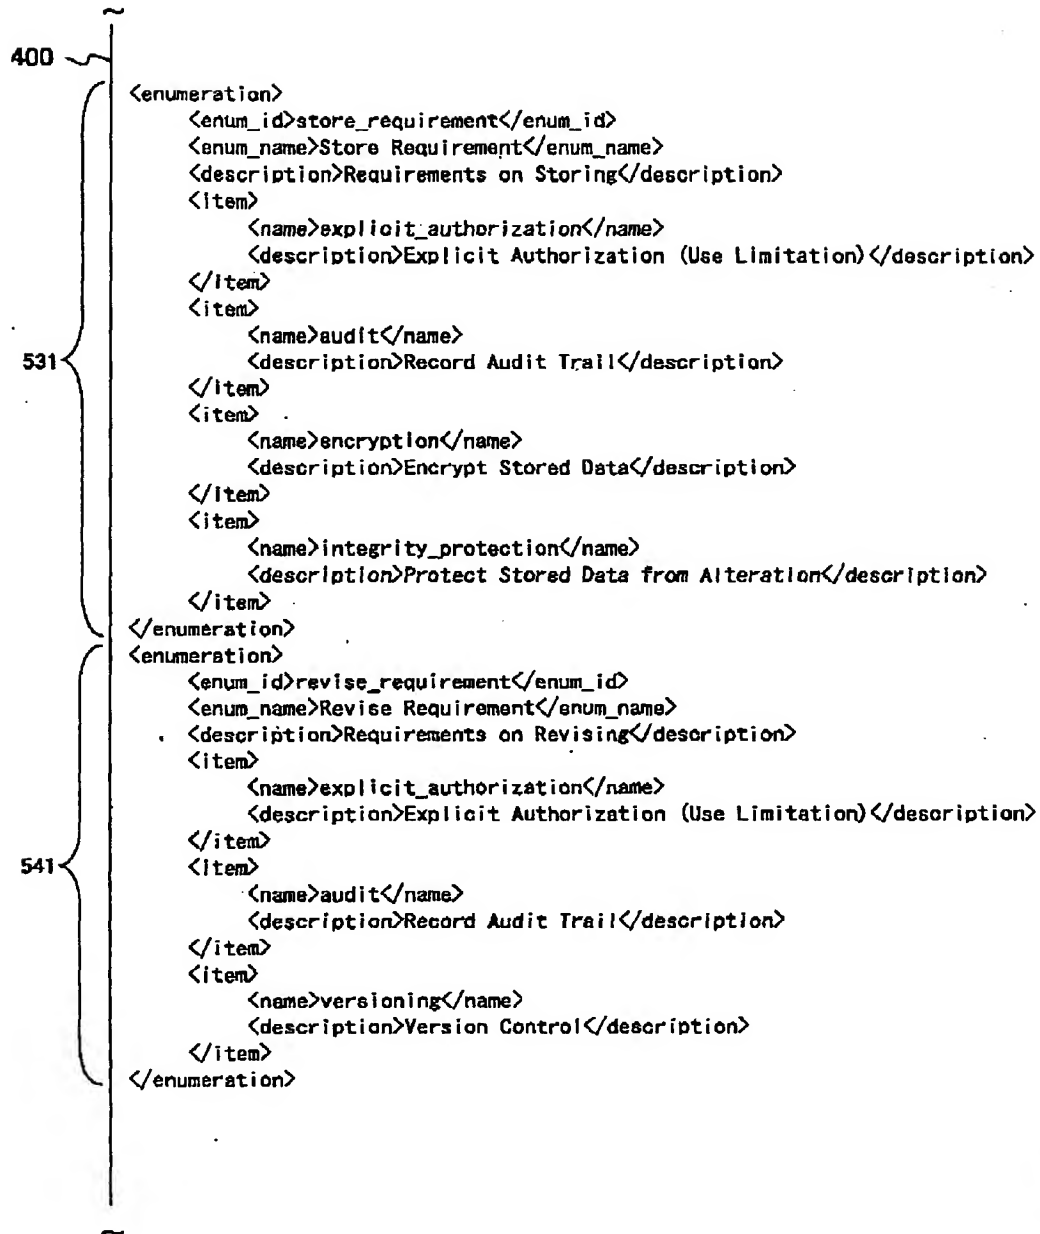 400
<enumeration>
<enum_id>store_requirement</enum_id>
<enum_name>Store Requirement</enum_name>
<description>Requirements on Storing</description>
<item>
<name>explicit_authorization</name>
<description>Explicit Authorization (Use Limitation)</description>
</item>
<item>
<name>audit</name>
531
<description>Record Audit Trail</description>
</item>
<item>
<name>encryption</name>
<description>Encrypt Stored Data</description>
</item>
<item>
<name>integrity_protection</name>
<description>Protect Stored Data from Alteration</description>
</item>
</enumeration>
<enumeration>
<enum_id>revise_requirement</enum_id>
<enum_name>Revise Requirement</enum_name>
<description>Requirements on Revising</description>
<item>
<name>explicit_authorization</name>
<description>Explicit Authorization (Use Limitation)</description>
</item>
541
<item>
<name>audit</name>
<description>Record Audit Trail</description>
</item>
<item>
<name>versioning</name>
<description>Version Control</description>
</item>
</enumeration>